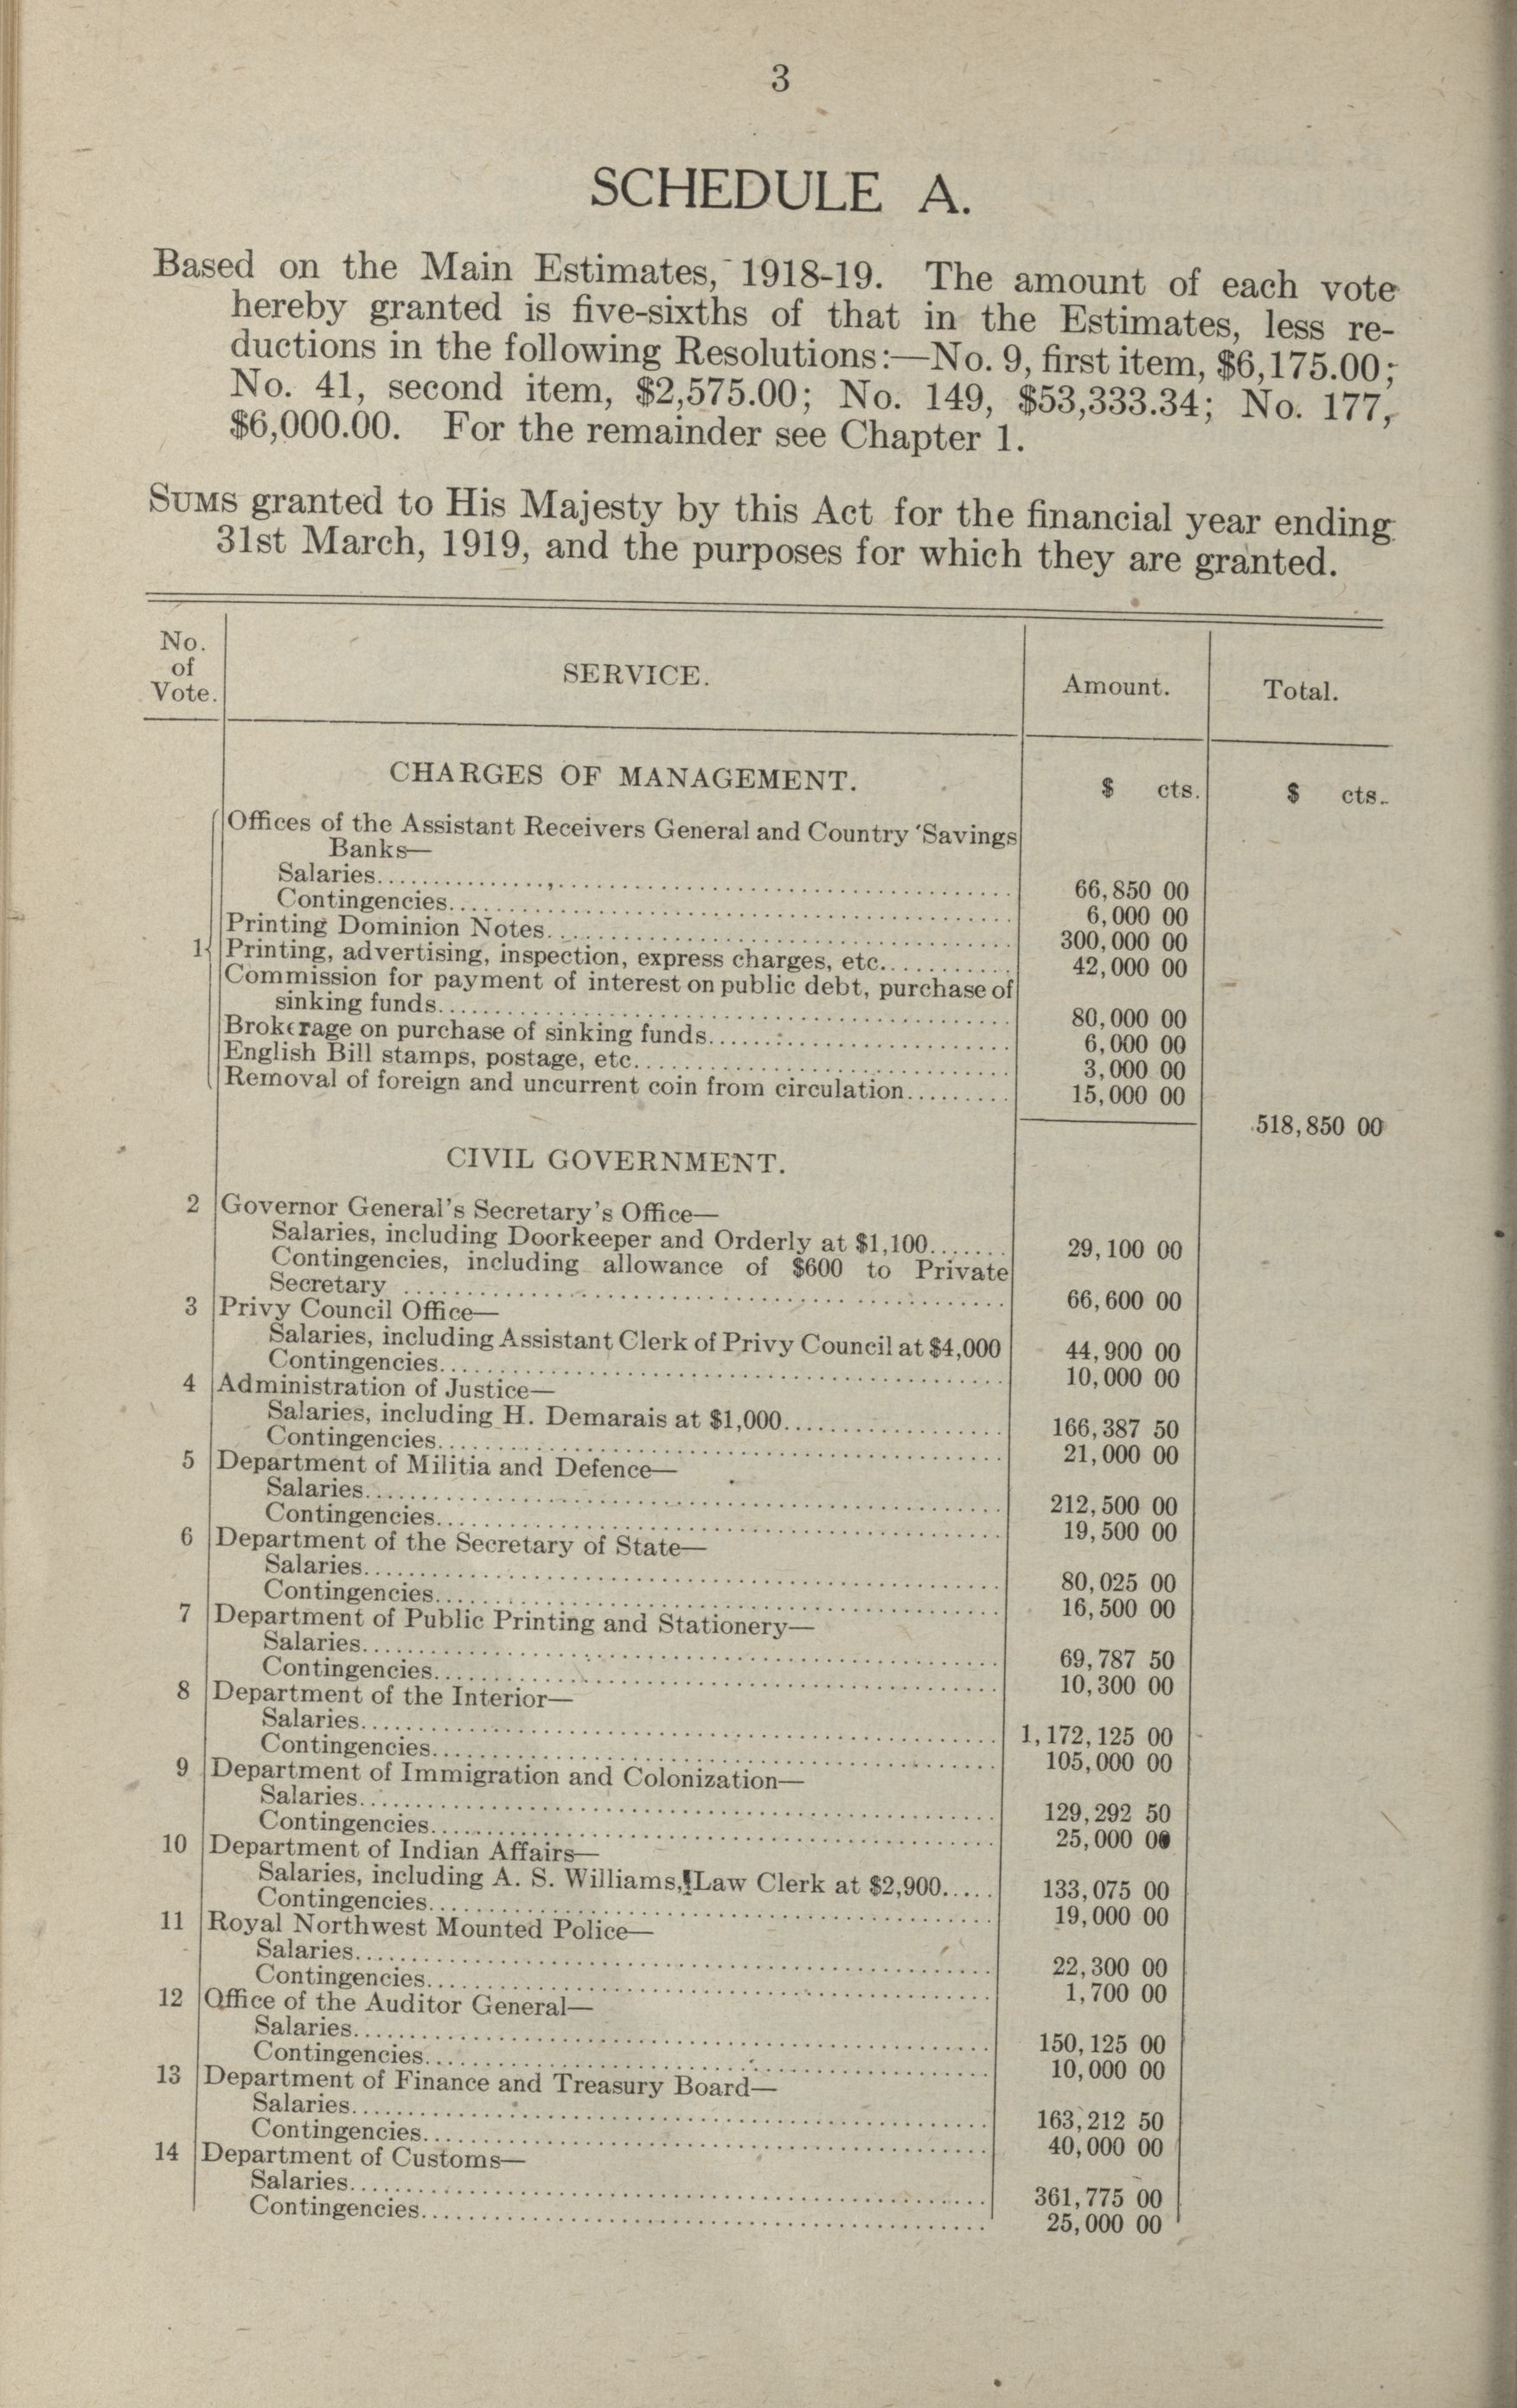 3
SCHEDULE A.
Based on the Main Estimates, 1918-19. The amount of each vote
hereby granted is five-sixths of that in the Estimates, less re-
ductions in the following Resolutions:—No. 9, first item, $6,175.00;
No. 41, second item, $2,575.00; No. 149, $53,333.34; No. 177,
$6,000.00. For the remainder see Chapter 1.
SUMS granted to His Majesty by this Act for the financial year ending
31st March, 1919, and the purposes for which they are granted.
No.
of
Vote.
SERVICE.
Amount.
Total.
CHARGES OF MANAGEMENT.
$ cts.
$ cts.
Offices of the Assistant Receivers General and Country Savings
Banks—
Salaries 66,850 00
Contingencies 6,000 00
Printing Dominion Notes 300,000 00
1 Printing, advertising, inspection, express charges, etc. 42,000 00
Commission for payment of interest on public debt, purchase of
sinking funds 80,000 00
Brokerage on purchase of sinking funds 6,000 00
English Bill stamps, postage, etc. 3,000 00
Removal of foreign and uncurrent coin from circulation 15,000 00
518,850 00
CIVIL GOVERNMENT.
2 Governor General's Secretary's Office—
Salaries, including Doorkeeper and Orderly at $1,100 29,100 00
Contingencies, including allowance of $600 to Private
Secretary 66,600 00
3 Privy Council Office—
Salaries, including Assistant Clerk of Privy Council at $4,000 44,900 00
Contingencies 10,000 00
4 Administration of Justice—
Salaries, including H. Demarais at $1,000 166,387 50
Contingencies 21,000 00
5 Department of Militia and Defence—
Salaries 212,500 00
Contingencies 19,500 00
6 Department of the Secretary of State—
Salaries 80,025 00
Contingencies 16,500 00
7 Department of Public Printing and Stationery—
Salaries 69,787 50
Contingencies 10,300 00
8 Department of the Interior—
Salaries 1,172,125 00
Contingencies 105,000 00
9 Department of Immigration and Colonization—
Salaries 129,292 50
Contingencies 25,000 00
10 Department of Indian Affairs—
Salaries, including A. S. Williams, Law Clerk at $2,900 133,075 00
Contingencies 19,000 00
11 Royal Northwest Mounted Police—
Salaries 22,300 00
Contingencies 1,700 00
12 Office of the Auditor General—
Salaries 150,125 00
Contingencies 10,000 00
13 Department of Finance and Treasury Board—
Salaries 163,212 50
Contingencies 40,000 00
14 Department of Customs—
Salaries 361,775 00
Contingencies 25,000 00